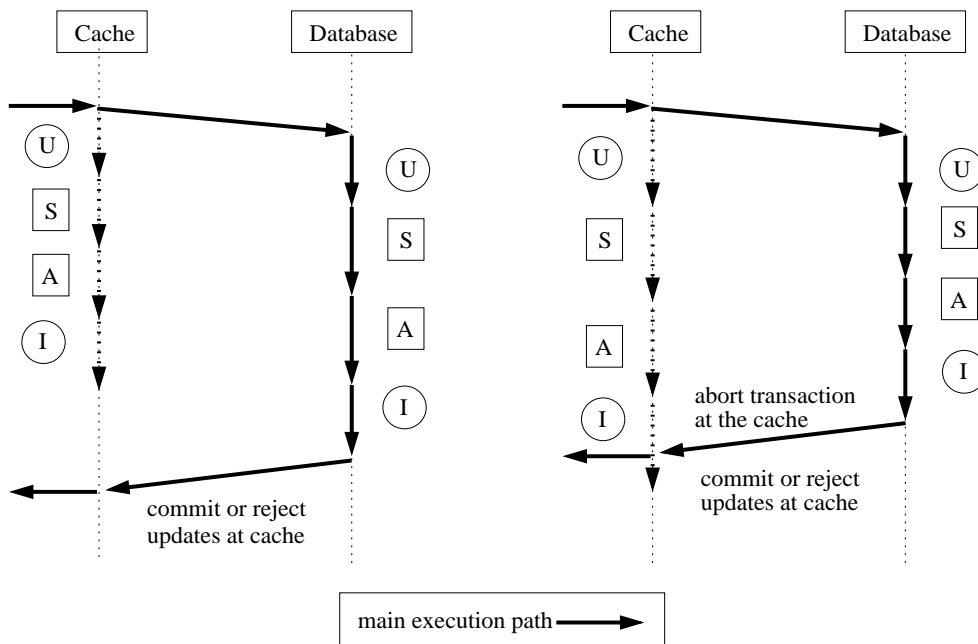 Cache
Database
U
S
A
I
U
S
A
I
commit or reject
updates at cache
Cache
Database
U
S
A
I
U
S
A
I
abort transaction
at the cache
commit or reject
updates at cache
main execution path